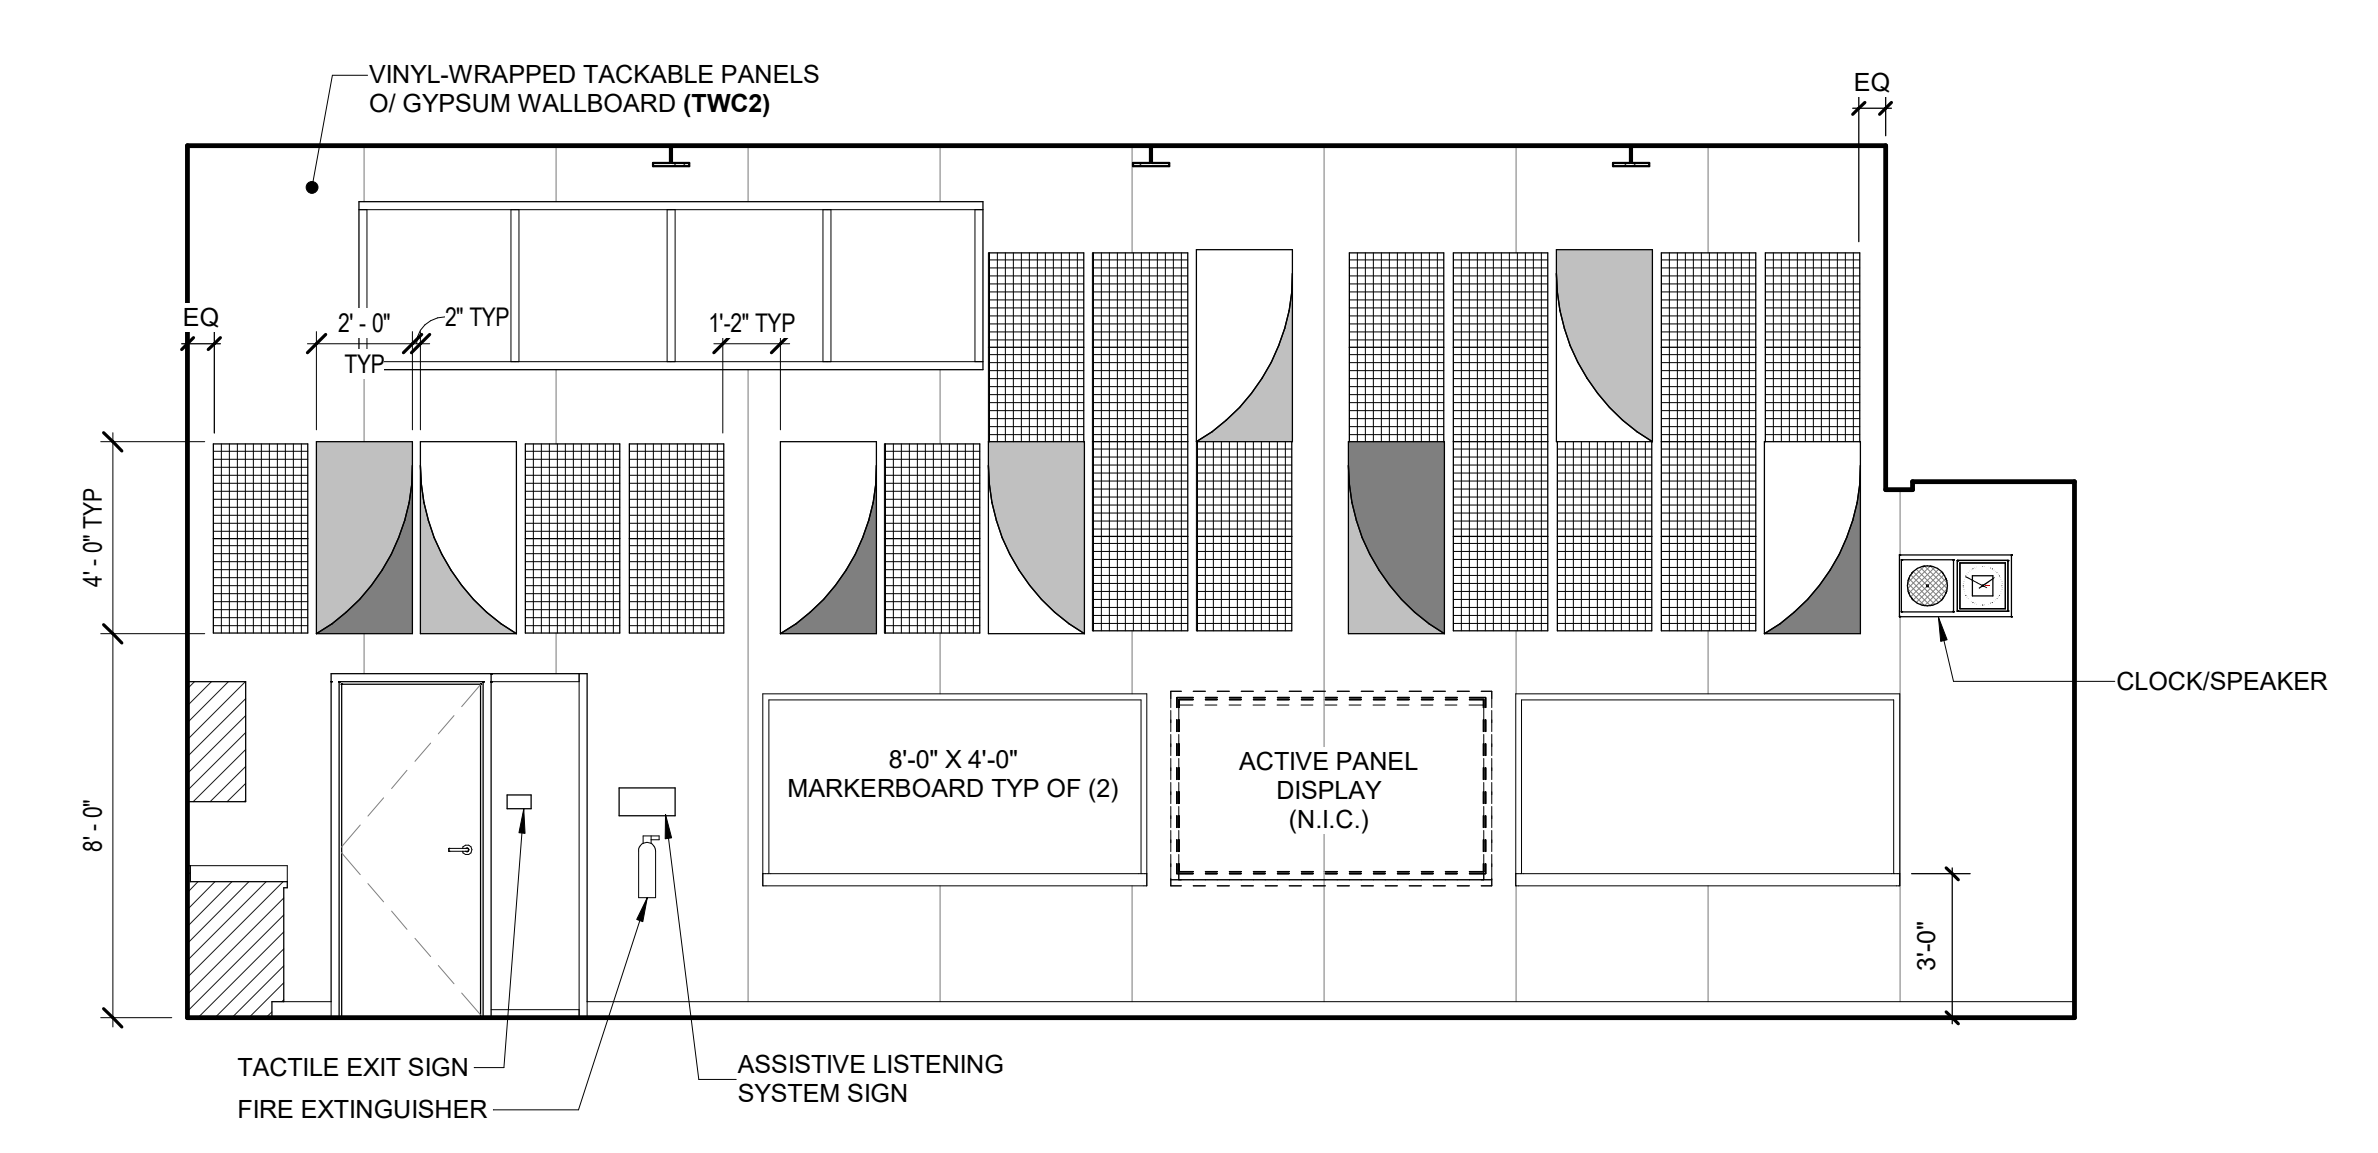 VINYL-WRAPPED TACKABLE PANELS
O/ GYPSUM WALLBOARD (TWC2)
EQ
EQ
2' - 0"
TYP
2" TYP
1'-2" TYP
4' - 0" TYP
8' - 0"
8'-0" X 4'-0"
MARKERBOARD TYP OF (2)
ACTIVE PANEL
DISPLAY
(N.I.C.)
CLOCK/SPEAKER
3'-0"
TACTILE EXIT SIGN
FIRE EXTINGUISHER
ASSISTIVE LISTENING
SYSTEM SIGN